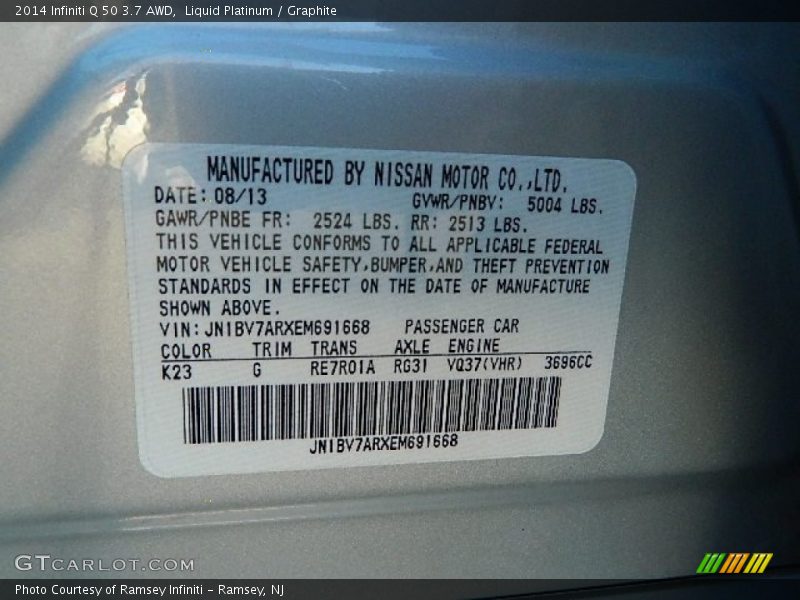 2014 Infiniti Q 50 3.7 AWD,  Liquid Platinum / Graphite
MANUFACTURED BY NISSAN MOTOR CO.,LTD.
DATE: 08/13 GVWR/PNBV: 5004 LBS.
GAWR/PNBE FR: 2524 LBS. RR: 2513 LBS.
THIS VEHICLE CONFORMS TO ALL APPLICABLE FEDERAL
MOTOR VEHICLE SAFETY,BUMPER,AND THEFT PREVENTION
STANDARDS IN EFFECT ON THE DATE OF MANUFACTURE
SHOWN ABOVE.
VIN: JN1BV7ARXEM691668 PASSENGER CAR
COLOR TRIM TRANS AXLE ENGINE
K23 G RE7R01A RG31 VQ37(VHR) 3696CC
JN1BV7ARXEM691668
GTCARLOT.COM
Photo Courtesy of Ramsey Infiniti - Ramsey, NJ